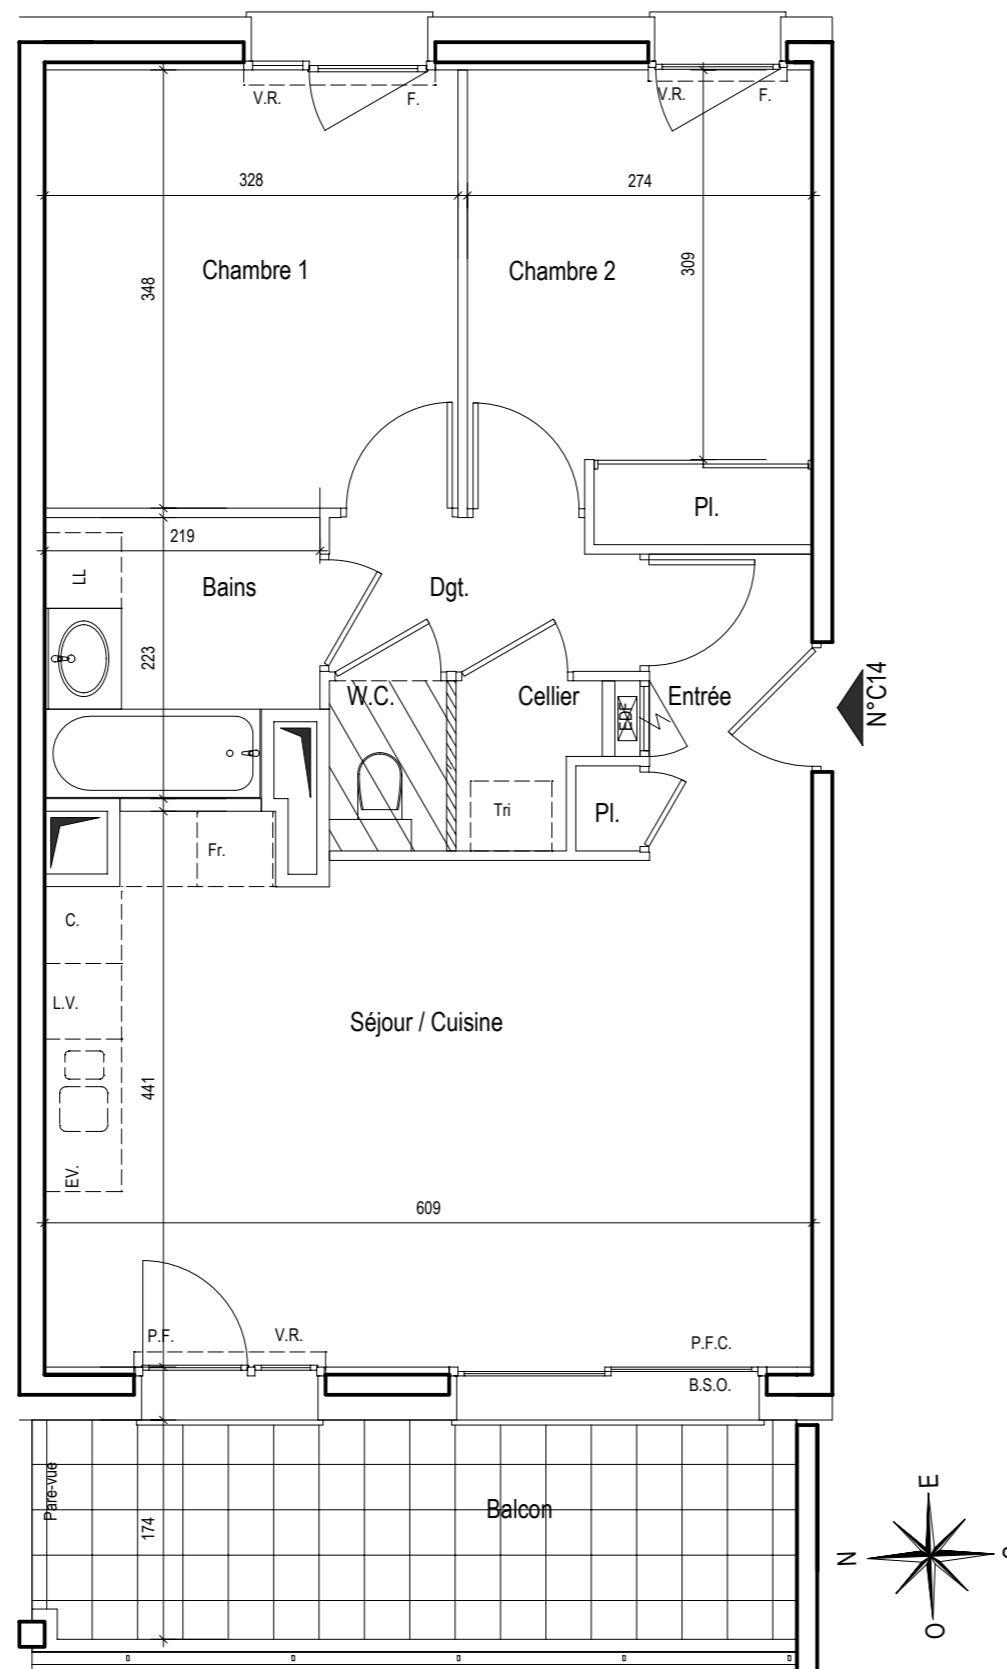 V.R.
F.
V.R.
F.
328
274
348
Chambre 1
Chambre 2
309
Pl.
219
LL
Bains
Dgt.
223
W.C.
Cellier
EDF
Entrée
N°C14
Tri
Pl.
Fr.
C.
L.V.
Séjour / Cuisine
441
EV.
609
P.F.
V.R.
P.F.C.
B.S.O.
Pare-vue
Balcon
174
E
N
S
O